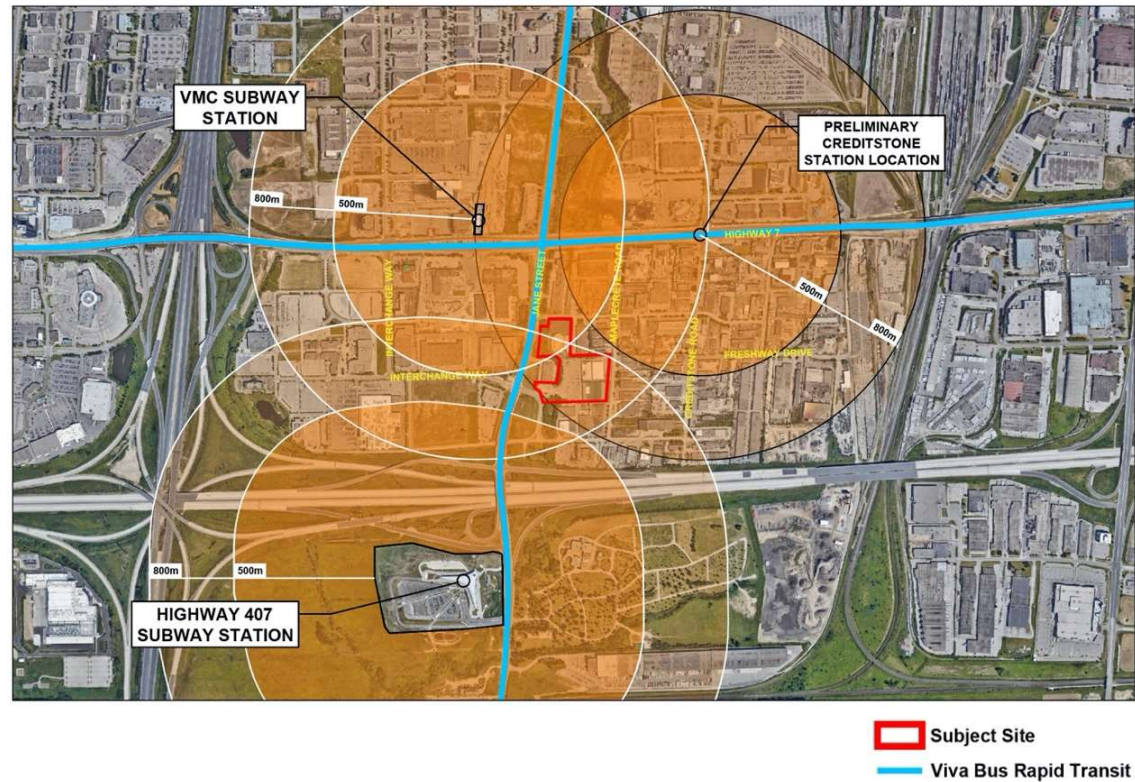 VMC SUBWAY
STATION
PRELIMINARY
CREDITSTONE
STATION LOCATION
800m
500m
HIGHWAY 7
JANE STREET
MAPLECRETE ROAD
INTERCHANGE WAY
500m
800m
CREDITSTONE ROAD
FRESHWAY DRIVE
INTERCHANGE WAY
800m
500m
HIGHWAY 407
SUBWAY STATION
Subject Site
Viva Bus Rapid Transit